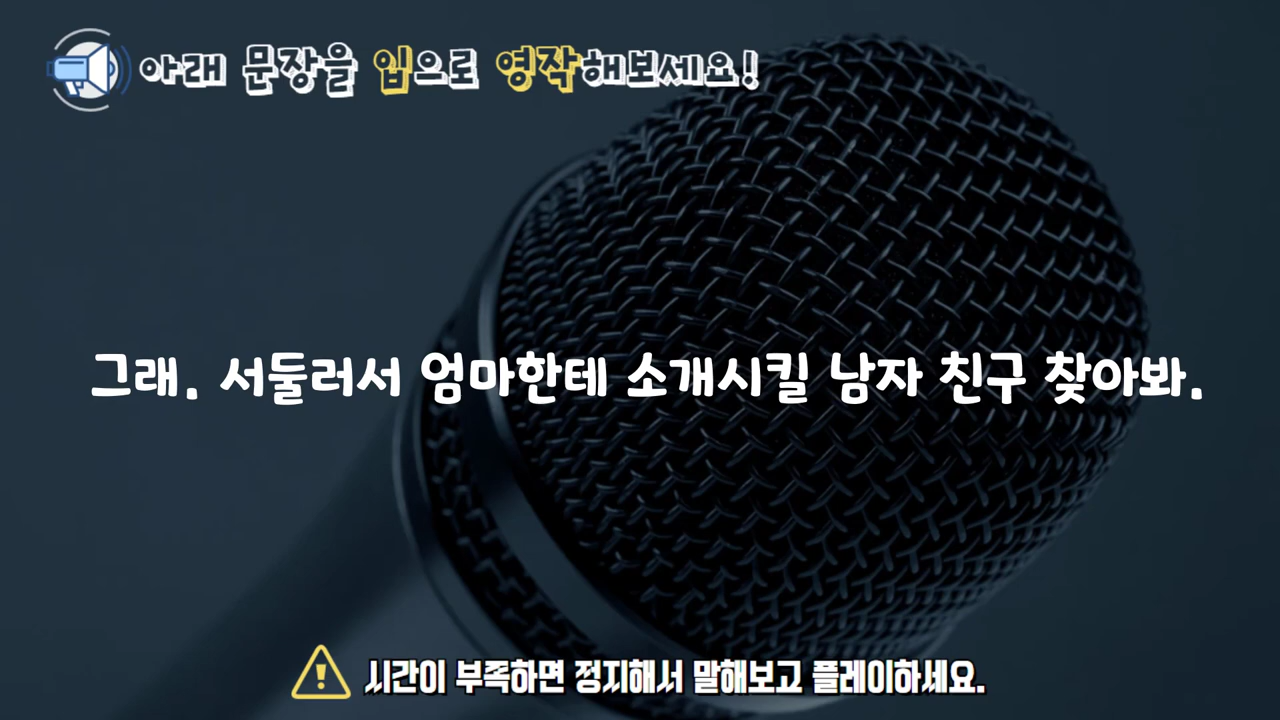 아래 문장을 입으로 영작해보세요!
그래. 서둘러서 엄마한테 소개시킬 남자 친구 찾아봐.
시간이 부족하면 정지해서 말해보고 플레이하세요.